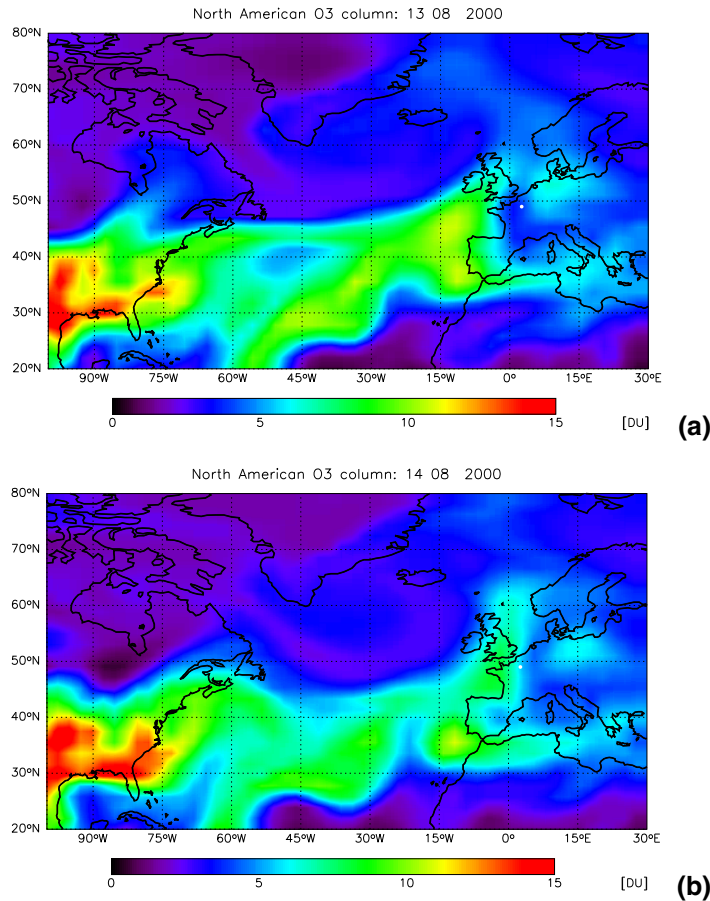 North American O3 column: 13 08 2000
80°N
70°N
60°N
50°N
40°N
30°N
20°N
90°W 75°W 60°W 45°W 30°W 15°W 0° 15°E 30°E
0 5 10 15 [DU]
(a)
North American O3 column: 14 08 2000
80°N
70°N
60°N
50°N
40°N
30°N
20°N
90°W 75°W 60°W 45°W 30°W 15°W 0° 15°E 30°E
0 5 10 15 [DU]
(b)